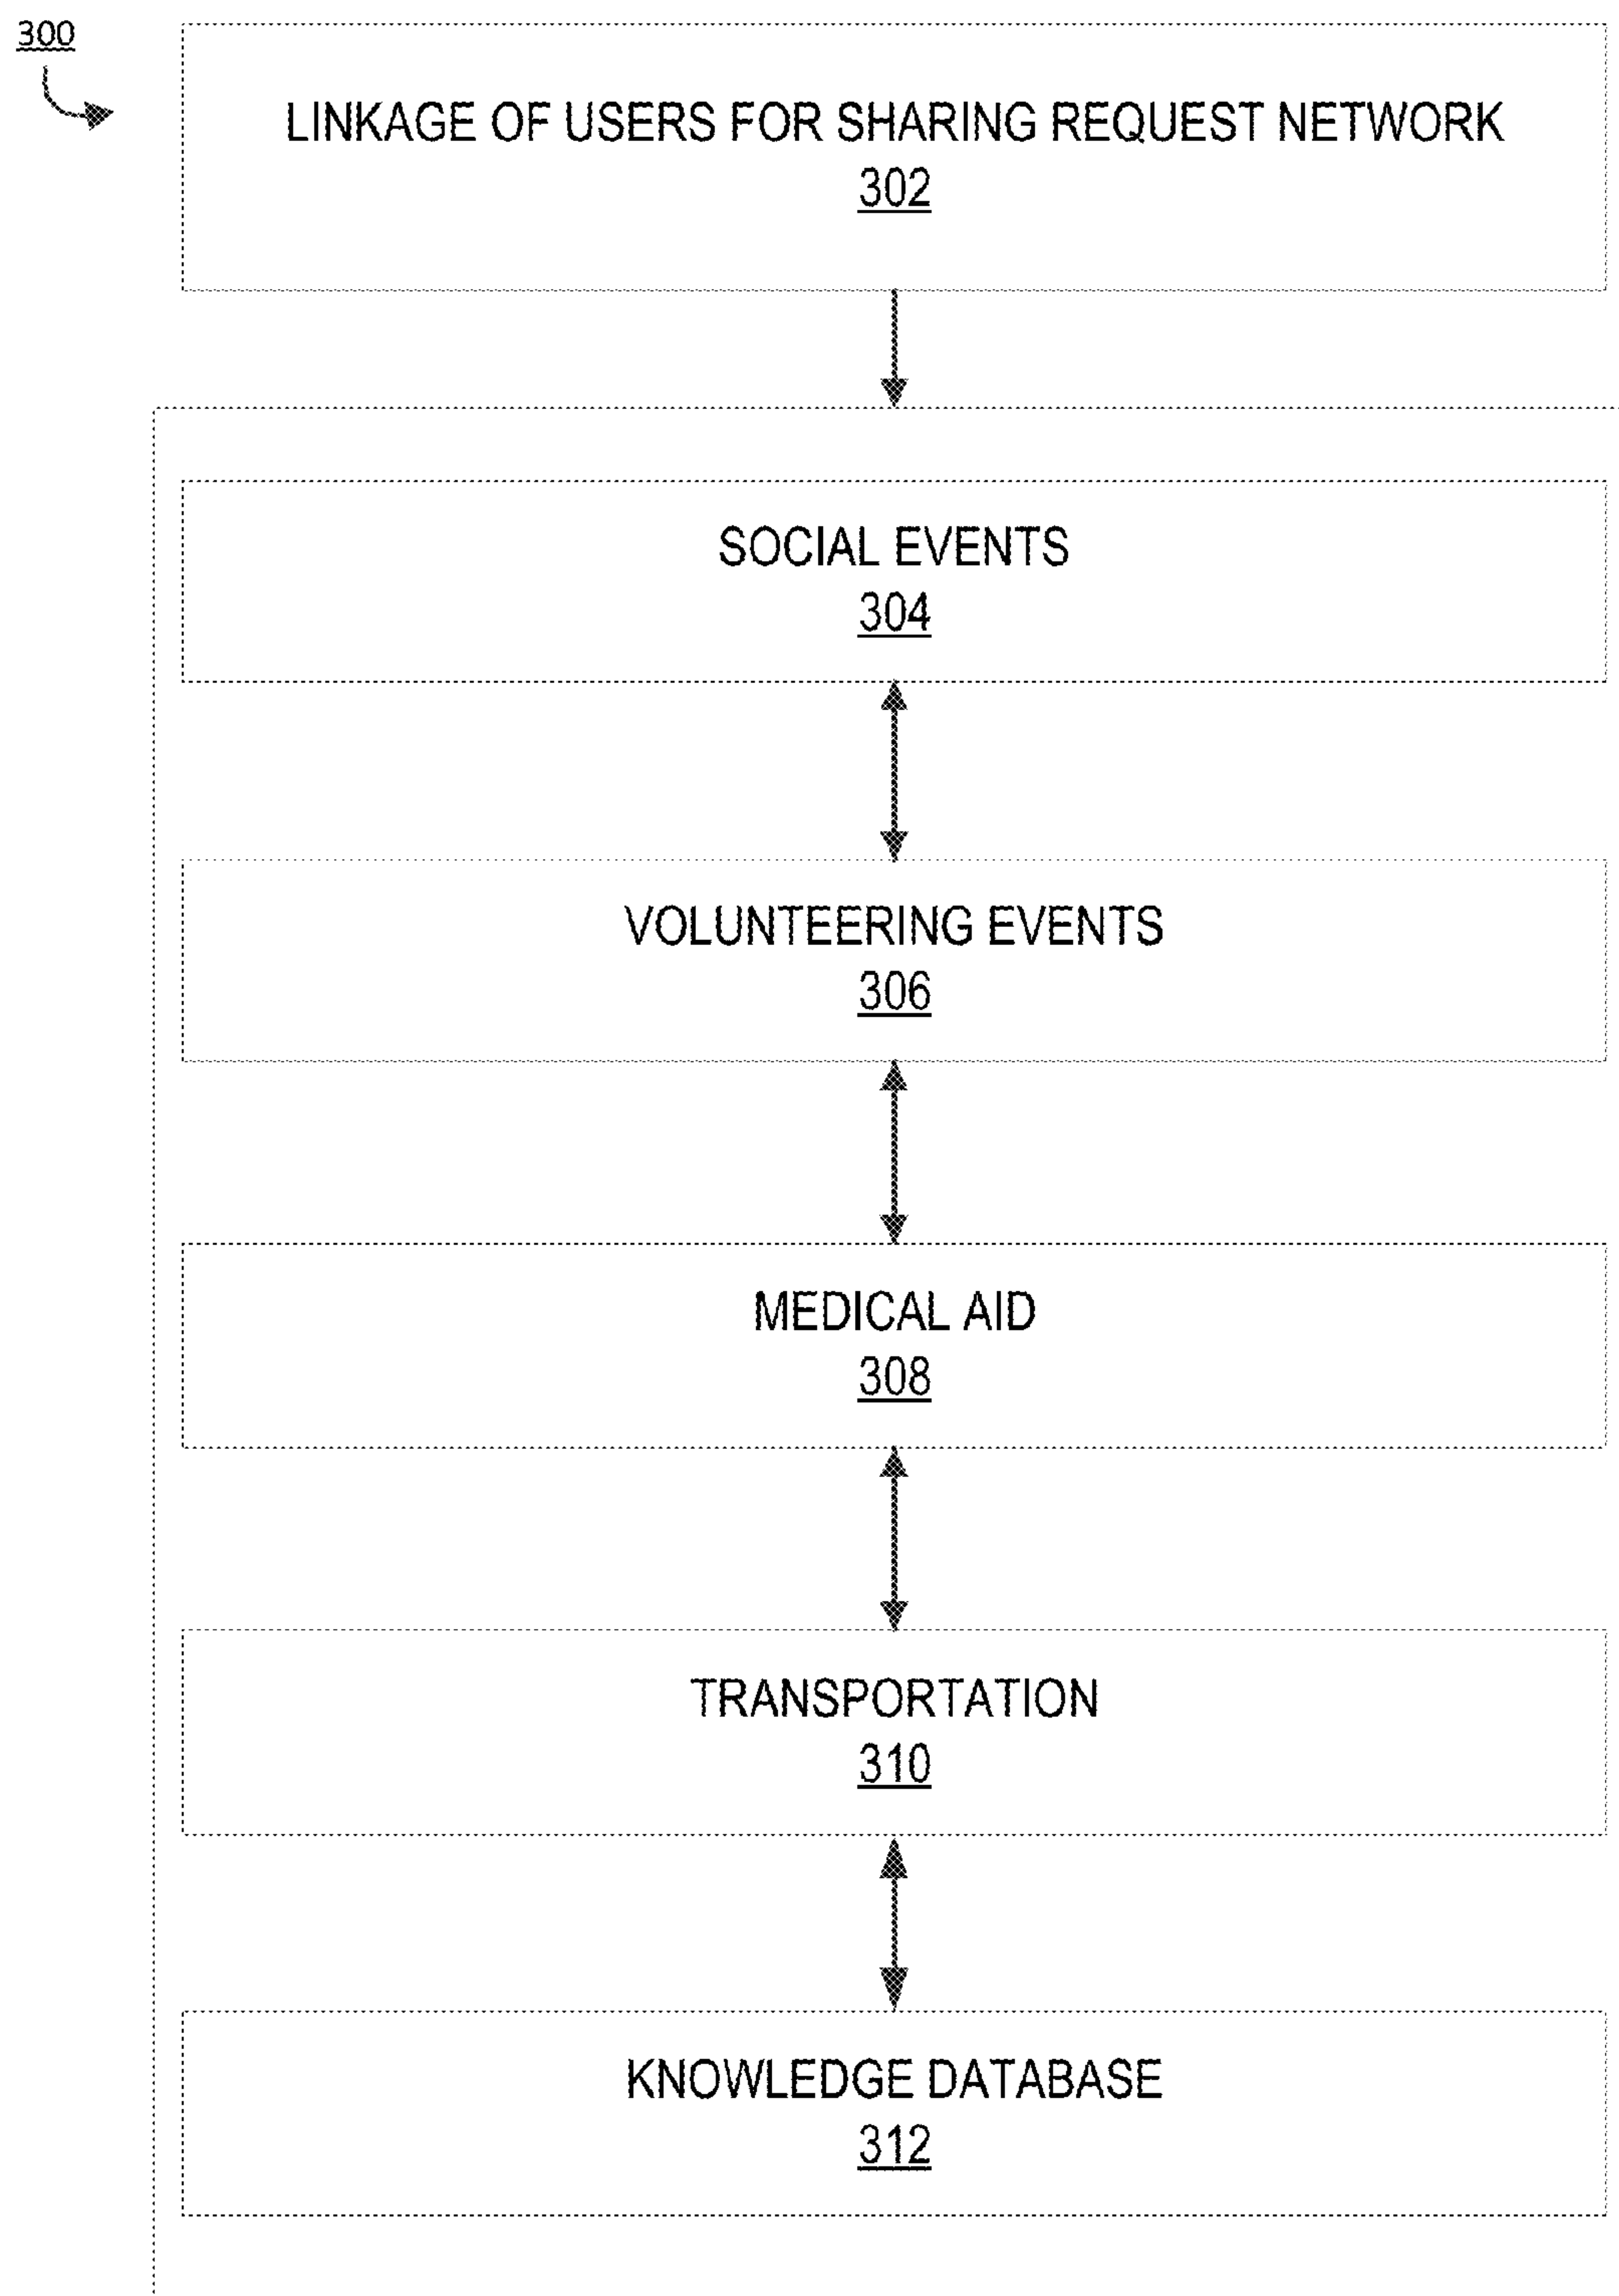 300
LINKAGE OF USERS FOR SHARING REQUEST NETWORK
302
SOCIAL EVENTS
304
VOLUNTEERING EVENTS
306
MEDICAL AID
308
TRANSPORTATION
310
KNOWLEDGE DATABASE
312